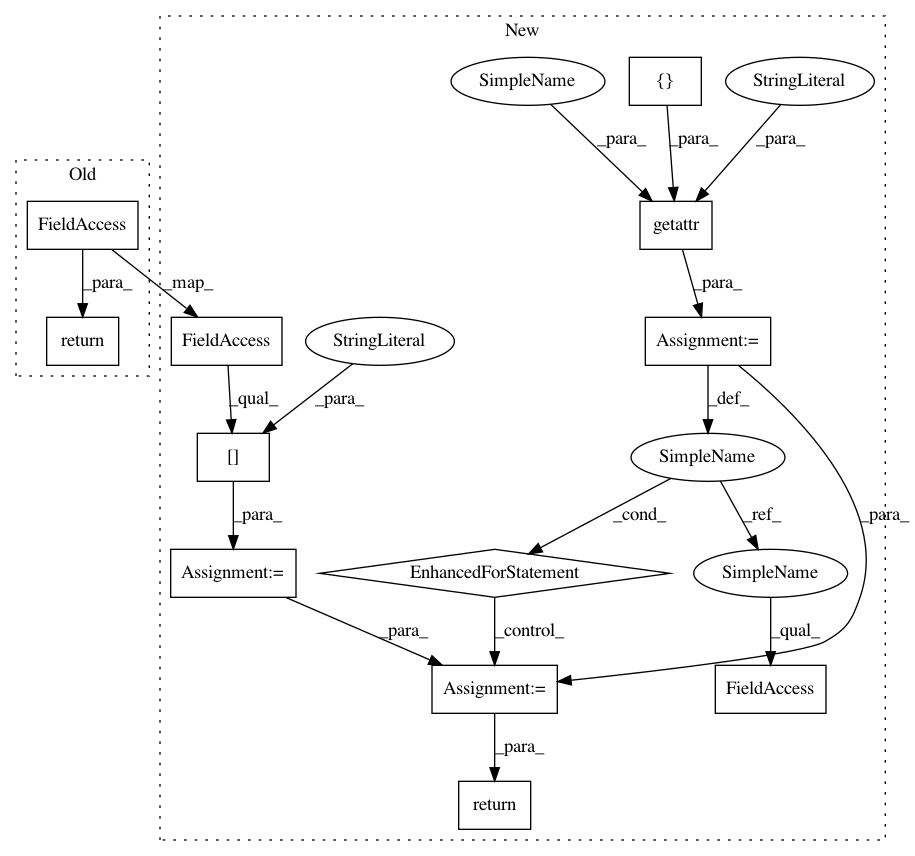 New
SimpleName
{}
StringLiteral
_para_
_para_
_para_
Old
FieldAccess
getattr
_para_
_map_
_para_
return
FieldAccess
StringLiteral
Assignment:=
_qual_
_para_
_def_
[]
SimpleName
_para_
_cond_
_ref_
_para_
Assignment:=
EnhancedForStatement
SimpleName
_para_
_control_
_qual_
Assignment:=
FieldAccess
_para_
return